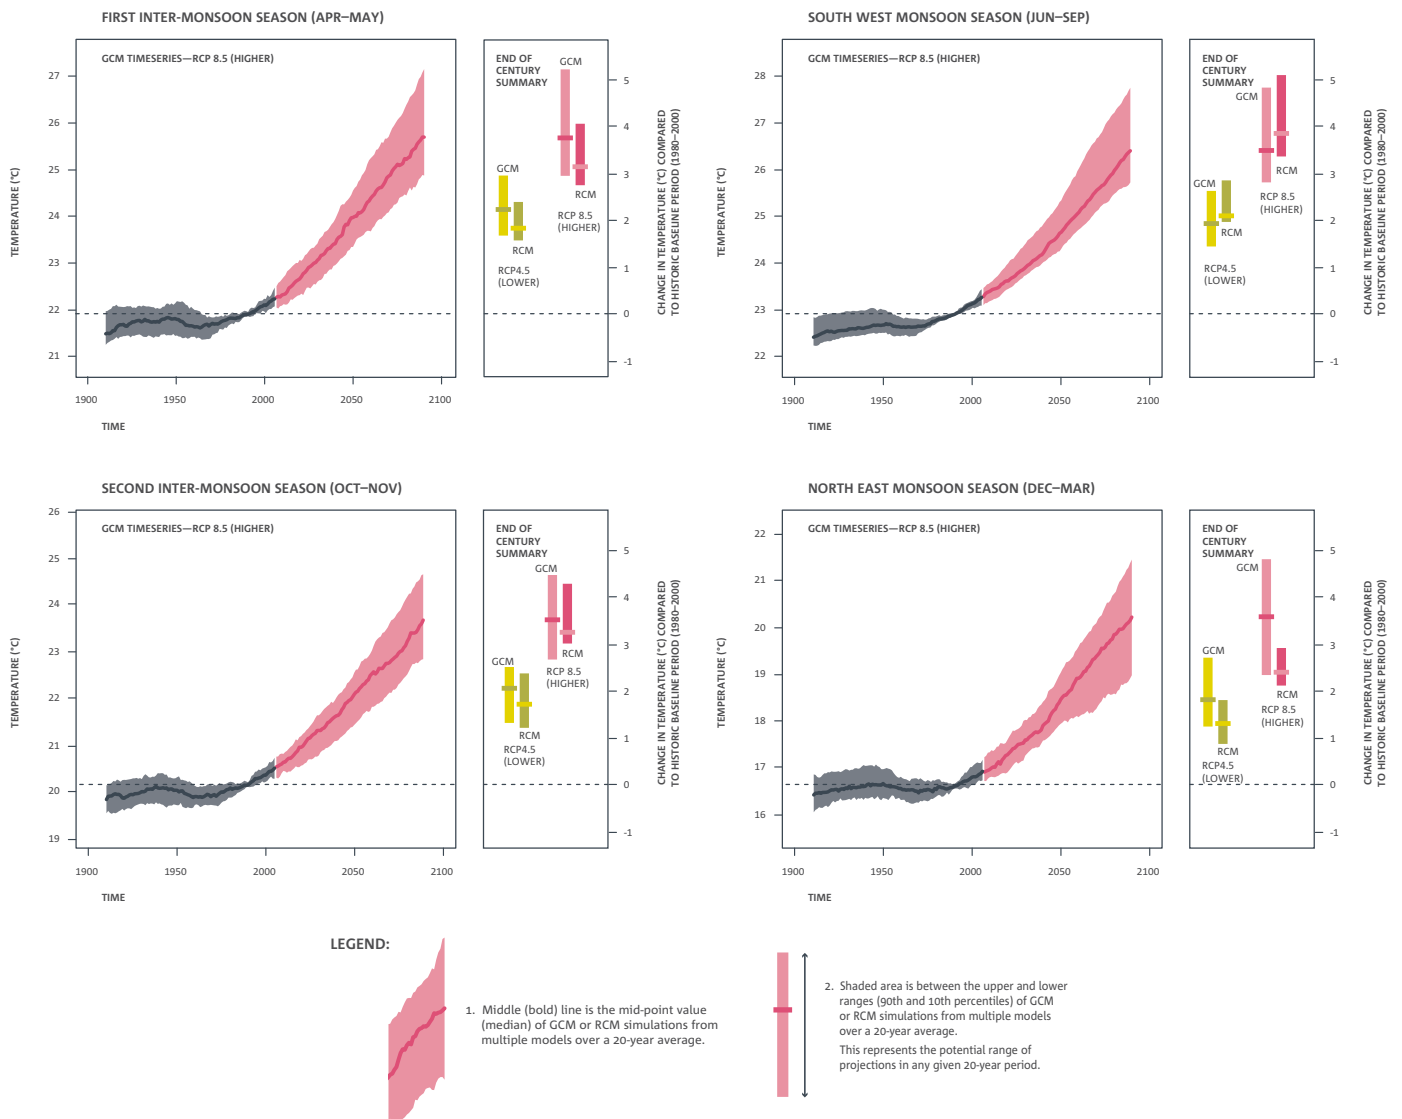 FIRST INTER-MONSOON SEASON (APR–MAY)
GCM TIMESERIES—RCP 8.5 (HIGHER)
TEMPERATURE (°C)
27
26
25
24
23
22
21
1900
1950
2000
2050
2100
TIME
END OF
CENTURY
SUMMARY
GCM
GCM
RCM
RCM
RCP 8.5
(HIGHER)
RCP4.5
(LOWER)
5
4
3
2
1
0
-1
CHANGE IN TEMPERATURE (°C) COMPARED
TO HISTORIC BASELINE PERIOD (1980–2000)
SOUTH WEST MONSOON SEASON (JUN–SEP)
GCM TIMESERIES—RCP 8.5 (HIGHER)
TEMPERATURE (°C)
28
27
26
25
24
23
22
1900
1950
2000
2050
2100
TIME
END OF
CENTURY
SUMMARY
GCM
GCM
RCM
RCP 8.5
(HIGHER)
RCM
RCP4.5
(LOWER)
5
4
3
2
1
0
-1
CHANGE IN TEMPERATURE (°C) COMPARED
TO HISTORIC BASELINE PERIOD (1980–2000)
SECOND INTER-MONSOON SEASON (OCT–NOV)
GCM TIMESERIES—RCP 8.5 (HIGHER)
TEMPERATURE (°C)
26
25
24
23
22
21
20
19
1900
1950
2000
2050
2100
TIME
END OF
CENTURY
SUMMARY
GCM
GCM
RCM
RCP 8.5
(HIGHER)
RCM
RCP4.5
(LOWER)
5
4
3
2
1
0
-1
CHANGE IN TEMPERATURE (°C) COMPARED
TO HISTORIC BASELINE PERIOD (1980–2000)
NORTH EAST MONSOON SEASON (DEC–MAR)
GCM TIMESERIES—RCP 8.5 (HIGHER)
TEMPERATURE (°C)
22
21
20
19
18
17
16
1900
1950
2000
2050
2100
TIME
END OF
CENTURY
SUMMARY
GCM
GCM
RCM
RCP 8.5
(HIGHER)
RCM
RCP4.5
(LOWER)
5
4
3
2
1
0
-1
CHANGE IN TEMPERATURE (°C) COMPARED
TO HISTORIC BASELINE PERIOD (1980–2000)
LEGEND:
1. Middle (bold) line is the mid-point value
(median) of GCM or RCM simulations from
multiple models over a 20-year average.
2. Shaded area is between the upper and lower
ranges (90th and 10th percentiles) of GCM
or RCM simulations from multiple models
over a 20-year average.
This represents the potential range of
projections in any given 20-year period.